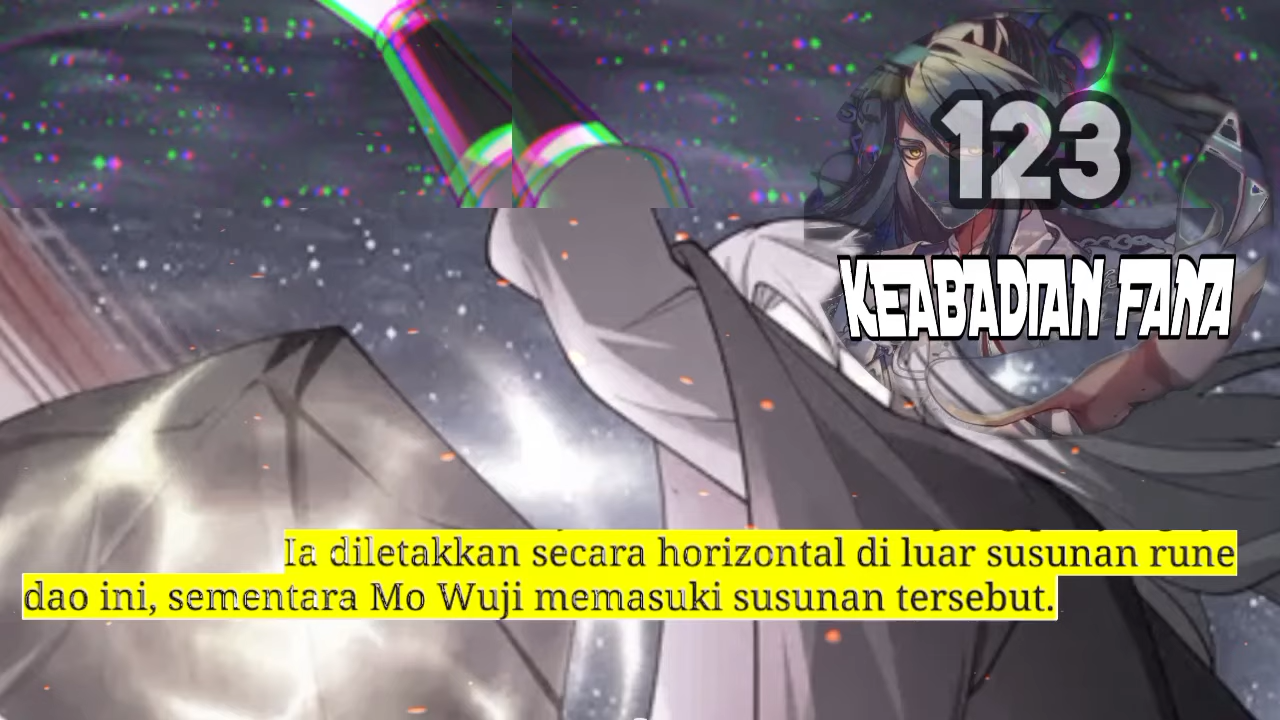 123
KEABADIAN FANA
Ia diletakkan secara horizontal di luar susunan rune
dao ini, sementara Mo Wuji memasuki susunan tersebut.